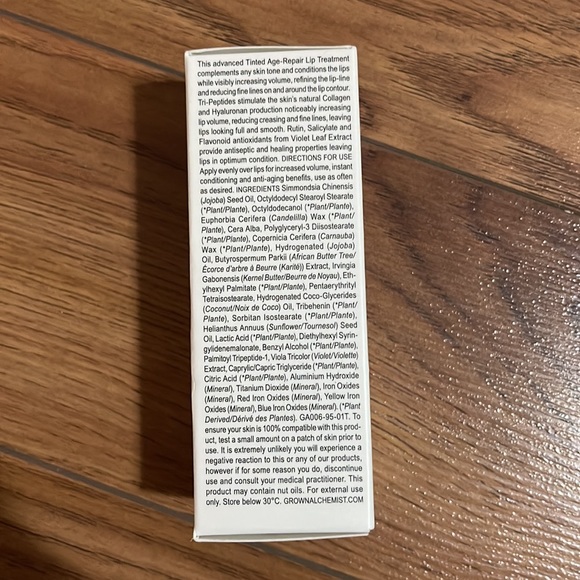 This advanced Tinted Age-Repair Lip Treatment
complements any skin tone and conditions the lips
while visibly increasing volume, refining the lip-line
and reducing fine lines on and around the lip contour.
Tri-Peptides stimulate the skin's natural Collagen
and Hyaluronan production noticeably increasing
lip volume, reducing creasing and fine lines, leaving
lips looking full and smooth. Rutin, Salicylate and
Flavonoid antioxidants from Violet Leaf Extract
provide antiseptic and healing properties leaving
lips in optimum condition. DIRECTIONS FOR USE
Apply evenly over lips for increased volume, instant
conditioning and anti-aging benefits, use as often
as desired. INGREDIENTS Simmondsia Chinensis
(Jojoba) Seed Oil, Octyldodecyl Stearoyl Stearate
(*Plant/Plante), Octyldodecanol (*Plant/Plante),
Euphorbia Cerifera (Candelilla) Wax (*Plant/
Plante), Cera Alba, Polyglyceryl-3 Diisostearate
(*Plant/Plante), Copernicia Cerifera (Carnauba)
Wax (*Plant/Plante), Hydrogenated (Jojoba)
Oil, Butyrospermum Parkii (African Butter Tree/
Écorce d'arbre à Beurre (Karité)) Extract, Irvingia
Gabonensis (Kernel Butter/Beurre de Noyau), Eth-
ylhexyl Palmitate (*Plant/Plante), Pentaerythrityl
Tetraisostearate, Hydrogenated Coco-Glycerides
(Coconut/Noix de Coco) Oil, Tribehenin (*Plant/
Plante), Sorbitan Isostearate (*Plant/Plante),
Helianthus Annuus (Sunflower/Tournesol) Seed
Oil, Lactic Acid (*Plant/Plante), Diethylhexyl Syrin-
gylidenemalonate, Benzyl Alcohol (*Plant/Plante),
Palmitoyl Tripeptide-1, Viola Tricolor (Violet/Violette)
Extract, Caprylic/Capric Triglyceride (*Plant/Plante),
Citric Acid (*Plant/Plante), Aluminium Hydroxide
(Mineral), Titanium Dioxide (Mineral), Iron Oxides
(Mineral), Red Iron Oxides (Mineral), Yellow Iron
Oxides (Mineral), Blue Iron Oxides (Mineral). (*Plant
Derived/Dérivé des Plantes). GA006-95-01T. To
ensure your skin is 100% compatible with this prod-
uct, test a small amount on a patch of skin prior to
use. It is extremely unlikely you will experience a
negative reaction to this or any of our products,
however if for some reason you do, discontinue
use and consult your medical practitioner. This
product may contain nut oils. For external use
only. Store below 30°C. GROWNALCHEMIST.COM